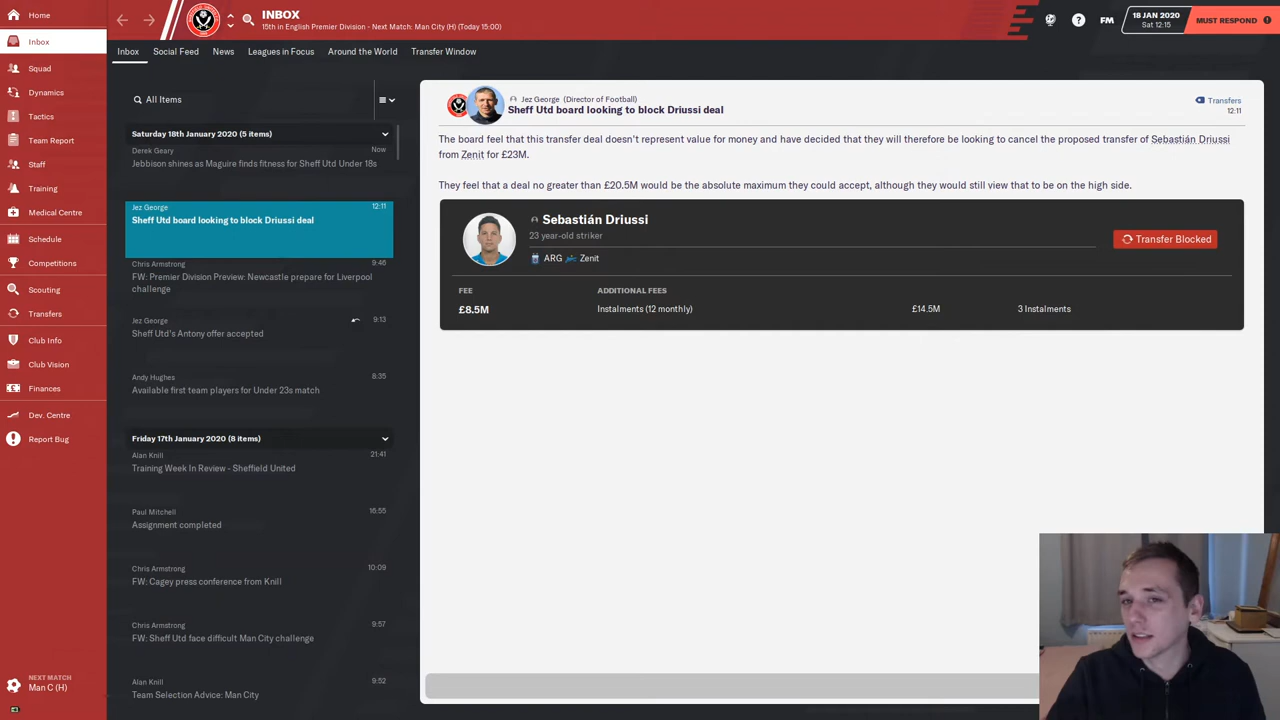 Home
Inbox
Squad
Dynamics
Tactics
Team Report
Staff
Training
Medical Centre
Schedule
Competitions
Scouting
Transfers
Club Info
Club Vision
Finances
Dev. Centre
Report Bug
NEXT MATCH
Man C (H)
INBOX
15th in English Premier Division - Next Match: Man City (H) (Today 15:00)
?
FM
18 JAN 2020
Sat 12:15
MUST RESPOND
Inbox
Social Feed
News
Leagues in Focus
Around the World
Transfer Window
All Items
Saturday 18th January 2020 (5 items)
Derek Geary
Now
Jebbison shines as Maguire finds fitness for Sheff Utd Under 18s
Jez George
12:11
Sheff Utd board looking to block Driussi deal
Chris Armstrong
9:46
FW: Premier Division Preview: Newcastle prepare for Liverpool
challenge
Jez George
9:13
Sheff Utd's Antony offer accepted
Andy Hughes
8:35
Available first team players for Under 23s match
Friday 17th January 2020 (8 items)
Alan Knill
21:41
Training Week In Review - Sheffield United
Paul Mitchell
16:55
Assignment completed
Chris Armstrong
10:09
FW: Cagey press conference from Knill
Chris Armstrong
9:57
FW: Sheff Utd face difficult Man City challenge
Alan Knill
9:52
Team Selection Advice: Man City
Jez George (Director of Football)
Sheff Utd board looking to block Driussi deal
Transfers
12:11
The board feel that this transfer deal doesn't represent value for money and have decided that they will therefore be looking to cancel the proposed transfer of Sebastián Driussi
from Zenit for £23M.
They feel that a deal no greater than £20.5M would be the absolute maximum they could accept, although they would still view that to be on the high side.
Sebastián Driussi
23 year-old striker
ARG Zenit
Transfer Blocked
FEE
ADDITIONAL FEES
£8.5M
Instalments (12 monthly)
£14.5M
3 Instalments